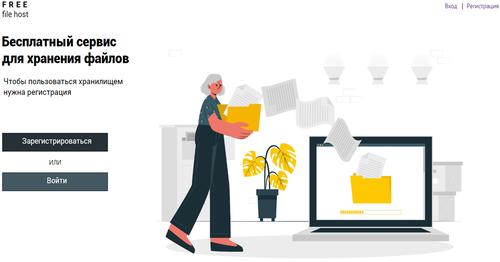 FREE
file host
Вход | Регистрация
Бесплатный сервис
для хранения файлов
Чтобы пользоваться хранилищем
нужна регистрация
Зарегистрироваться
или
Войти